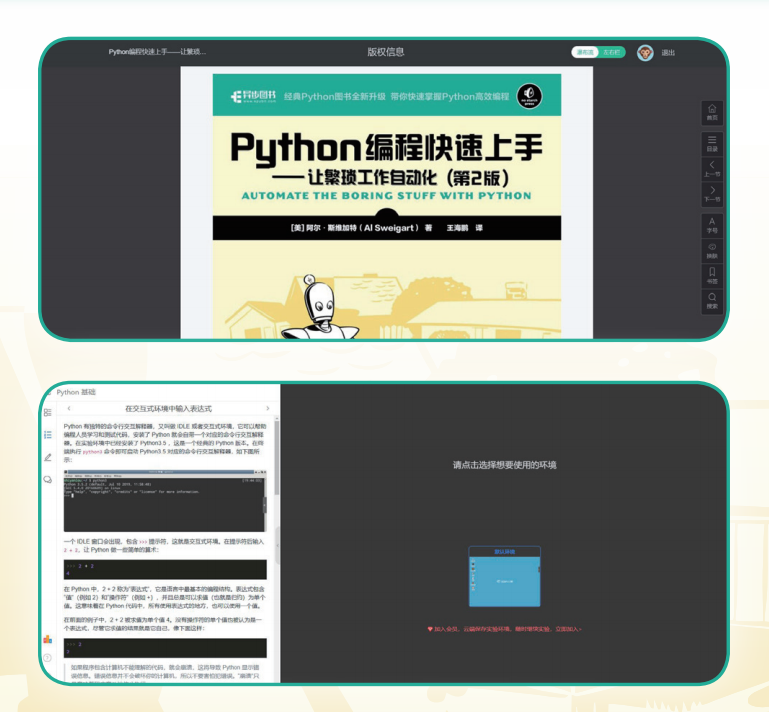 Python编程快速上手——让繁琐...
版权信息
瀑布流 左右栏
退出
异步图书
经典Python图书全新升级 带你快速掌握Python高效编程
Python编程快速上手
——让繁琐工作自动化（第2版）
AUTOMATE THE BORING STUFF WITH PYTHON
[美] 阿尔·斯维加特（Al Sweigart） 著 王海鹏 译
首页
目录
上一节
下一节
A
字号
书签
搜索
Python 基础
在交互式环境中输入表达式
Python 有独特的命令行交互解释器，又叫做 IDLE 或者交互式环境，它可以帮助
编程人员学习和测试代码，安装了 Python 就会自带一个对应的命令行交互解释
器。在实验环境中已经安装了 Python3.5，这是一个经典的 Python 版本。在终
端执行 python3 命令即可启动 Python3.5 对应的命令行交互解释器，如下图所
示：
一个 IDLE 窗口会出现，包含 >>> 提示符，这就是交互式环境。在提示符后输入
2 + 2，让 Python 做一些简单的算术：
>>> 2 + 2
4
在 Python 中，2 + 2 称为“表达式”，它是语言中最基本的编程结构。表达式包含
“值”（例如 2）和“操作符”（例如 +），并且总是可以求值（也就是归约）为单个
值。这意味着在 Python 代码中，所有使用表达式的地方，也可以使用一个值。
在前面的例子中，2 + 2 被求值为单个值 4。没有操作符的单个值也被认为是一
个表达式，尽管它求值的结果就是它自己，像下面这样：
>>> 2
2
如果程序包含计算机不能理解的代码，就会崩溃，这将导致 Python 显示错
误信息。错误信息并不会破坏你的计算机，所以不要害怕犯错误。“崩溃”只
请点击选择想要使用的环境
默认环境
♥ 加入会员，云端保存实验环境，随时继续实验，立即加入>